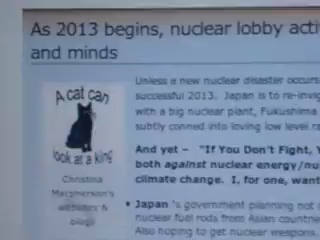 As 2013 begins, nuclear lobby acti
and minds
Unless a new nuclear disaster occurs
successful 2013. Japan is to re-invig
with a big nuclear plant, Fukushima
subtly conned into loving low level ra
A cat can
look at a king
And yet – "If You Don't Fight, Y
both against nuclear energy/nu
climate change. I, for one, want
Christina
Macpherson's
websites &
blogs
• Japan 's government planning not
nuclear fuel rods from Asian countrie
Also hoping to get nuclear weapons.